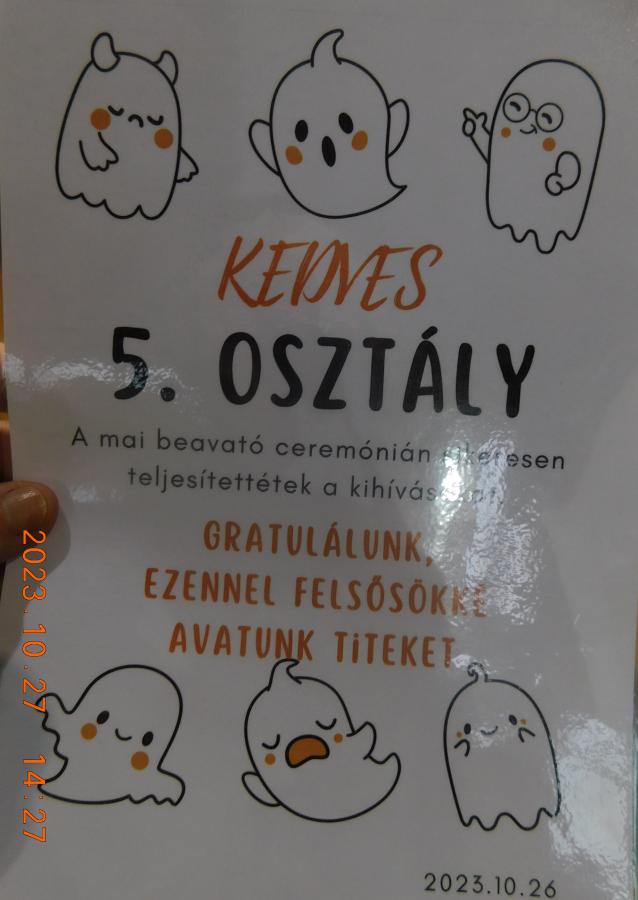 KEDVES
5. OSZTÁLY
A mai beavató ceremónián sikeresen
teljesítettétek a
GRATULÁLUNK,
EZENNEL FELSŐSÖKKÉ
AVATUNK TiTEKET
2023.10.26
2023.10.27 14:27